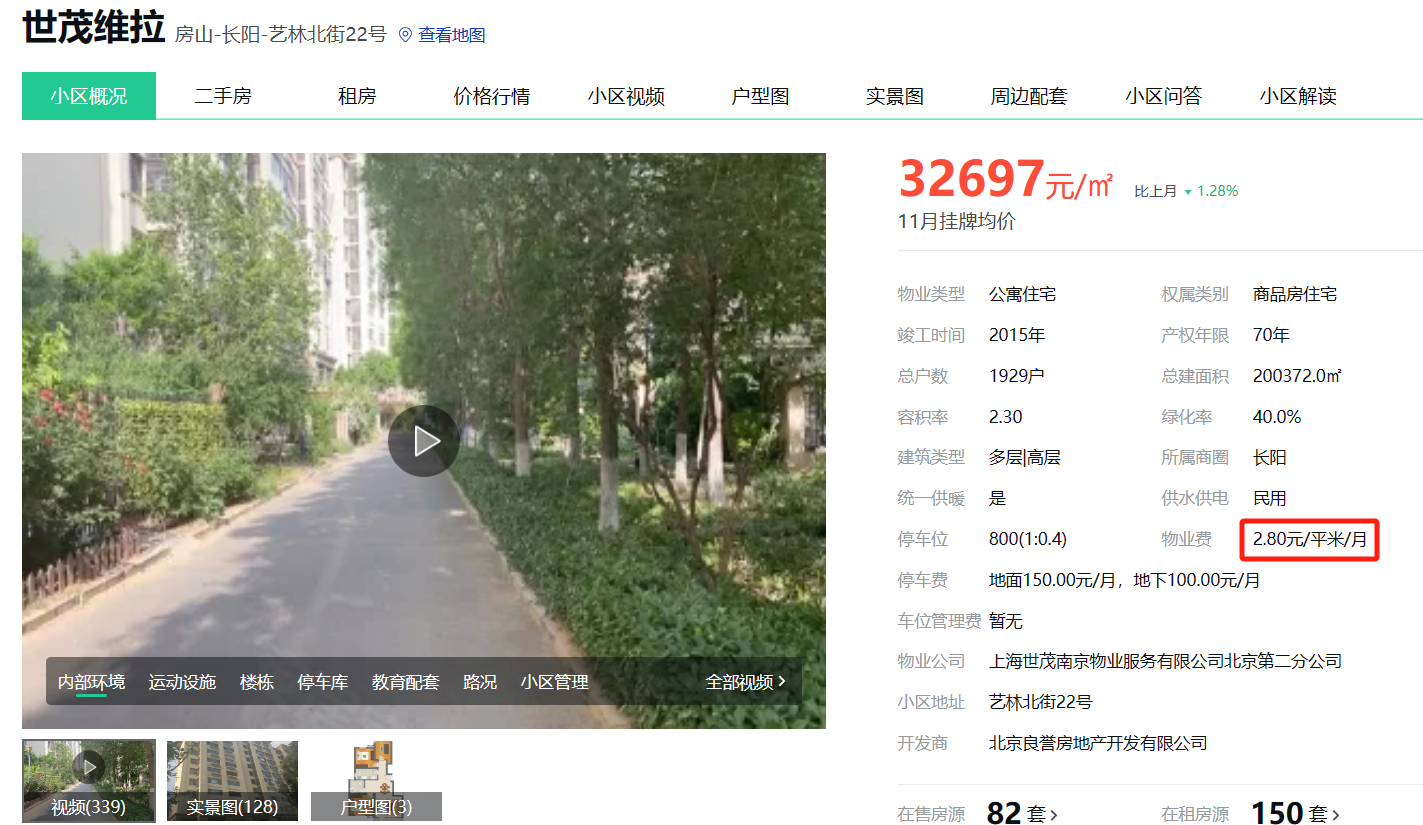 世茂维拉 房山-长阳-艺林北街22号 查看地图
小区概况 二手房 租房 价格行情 小区视频 户型图 实景图 周边配套 小区问答 小区解读
32697元/㎡ 比上月 1.28%
11月挂牌均价
物业类型 公寓住宅 权属类别 商品房住宅
竣工时间 2015年 产权年限 70年
总户数 1929户 总建面积 200372.0㎡
容积率 2.30 绿化率 40.0%
建筑类型 多层|高层 所属商圈 长阳
统一供暖 是 供水供电 民用
停车位 800(1:0.4) 物业费 2.80元/平米/月
停车费 地面150.00元/月，地下100.00元/月
车位管理费 暂无
物业公司 上海世茂南京物业服务有限公司北京第二分公司
小区地址 艺林北街22号
开发商 北京良誉房地产开发有限公司
在售房源 82 套 在租房源 150 套
内部环境 运动设施 楼栋 停车库 教育配套 路况 小区管理 全部视频
视频(339) 实景图(128) 户型图(3)